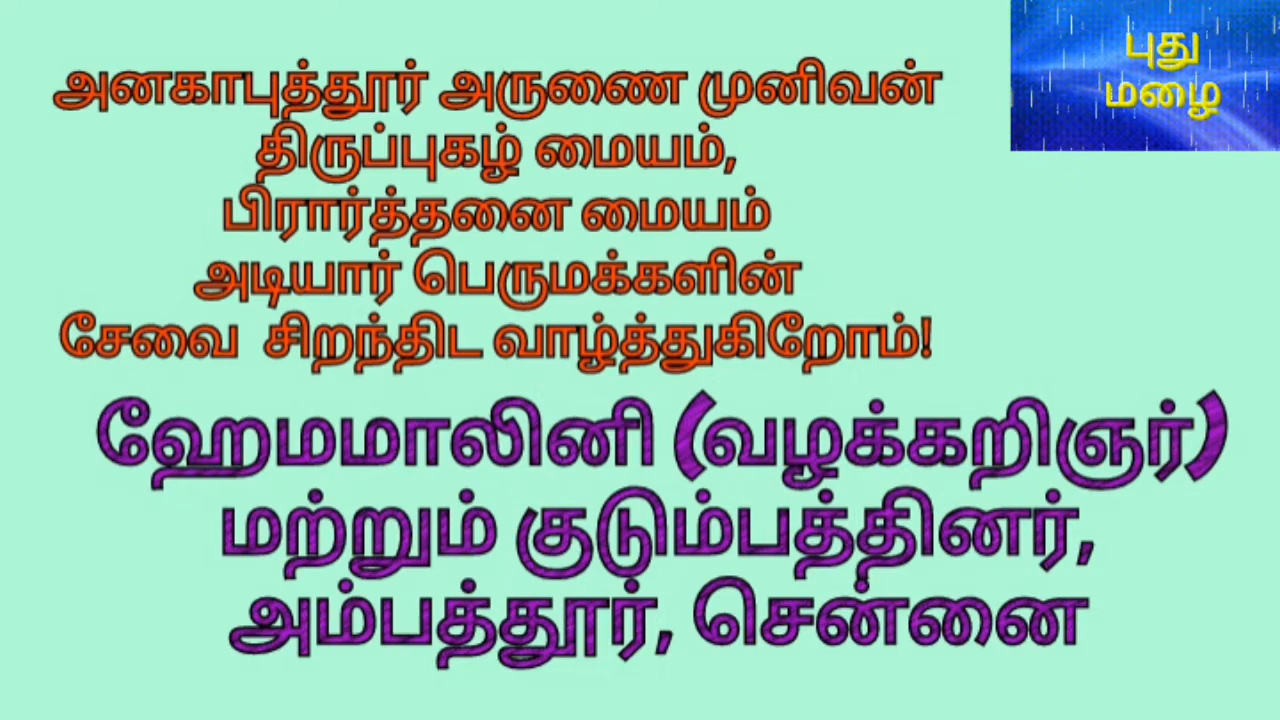 புது
மழை
அனகாபுத்தூர் அருணை முனிவன்
திருப்புகழ் மையம்,
பிரார்த்தனை மையம்
அடியார் பெருமக்களின்
சேவை சிறந்திட வாழ்த்துகிறோம்!
ஹேமமாலினி (வழக்கறிஞர்)
மற்றும் குடும்பத்தினர்,
அம்பத்தூர், சென்னை